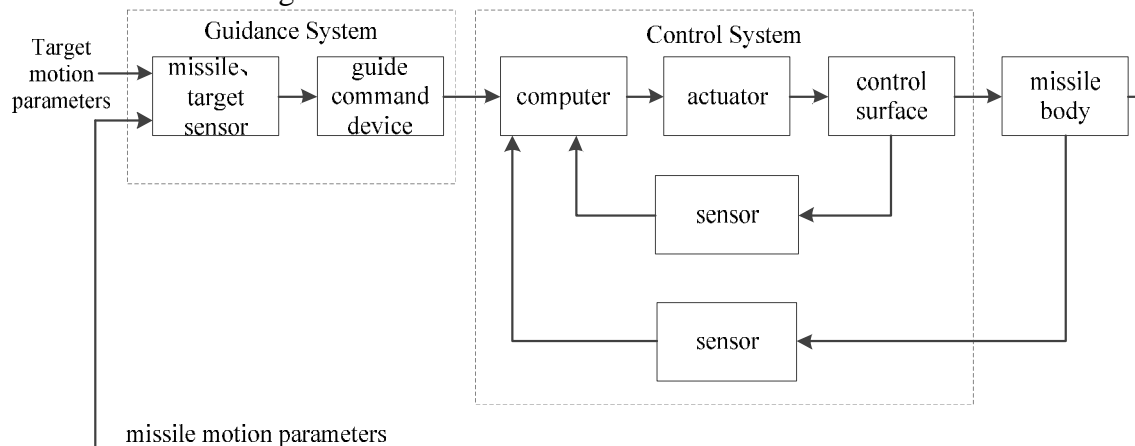 Guidance System
Control System
Target
motion
parameters
missile、
target
sensor
guide
command
device
computer
actuator
control
surface
missile
body
sensor
sensor
missile motion parameters